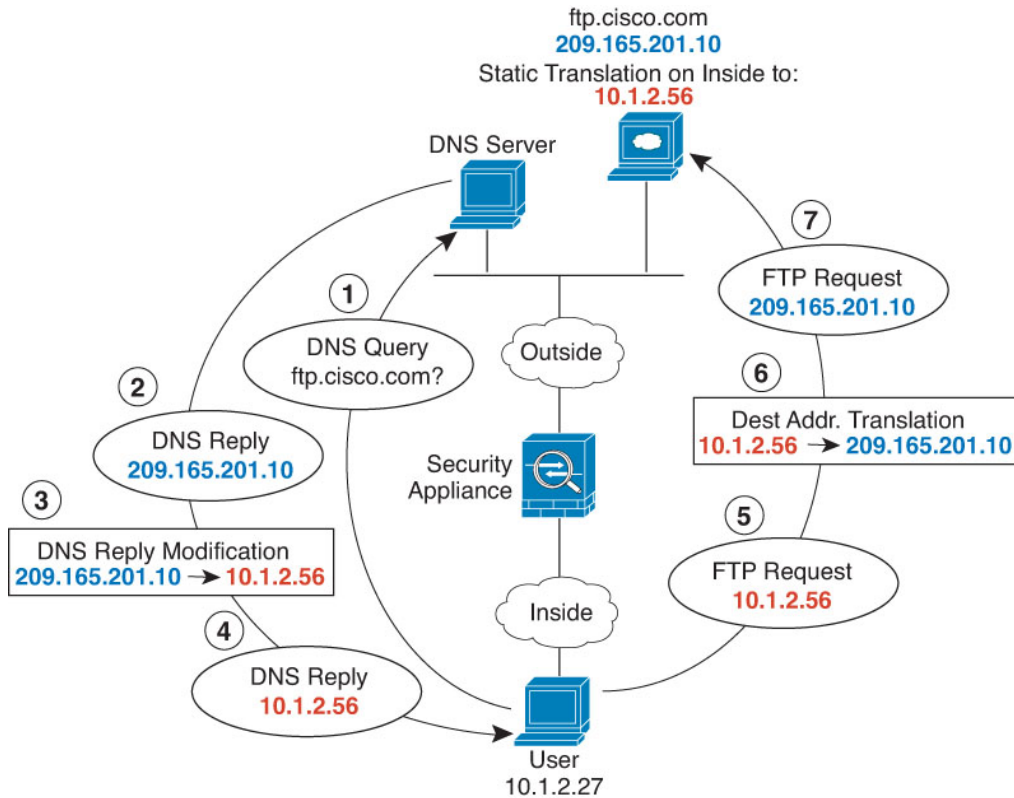 ftp.cisco.com
209.165.201.10
Static Translation on Inside to:
10.1.2.56
DNS Server
7
FTP Request
209.165.201.10
1
DNS Query
ftp.cisco.com?
Outside
2
DNS Reply
209.165.201.10
6
Dest Addr. Translation
10.1.2.56 → 209.165.201.10
Security
Appliance
3
DNS Reply Modification
209.165.201.10 → 10.1.2.56
5
FTP Request
10.1.2.56
Inside
4
DNS Reply
10.1.2.56
User
10.1.2.27